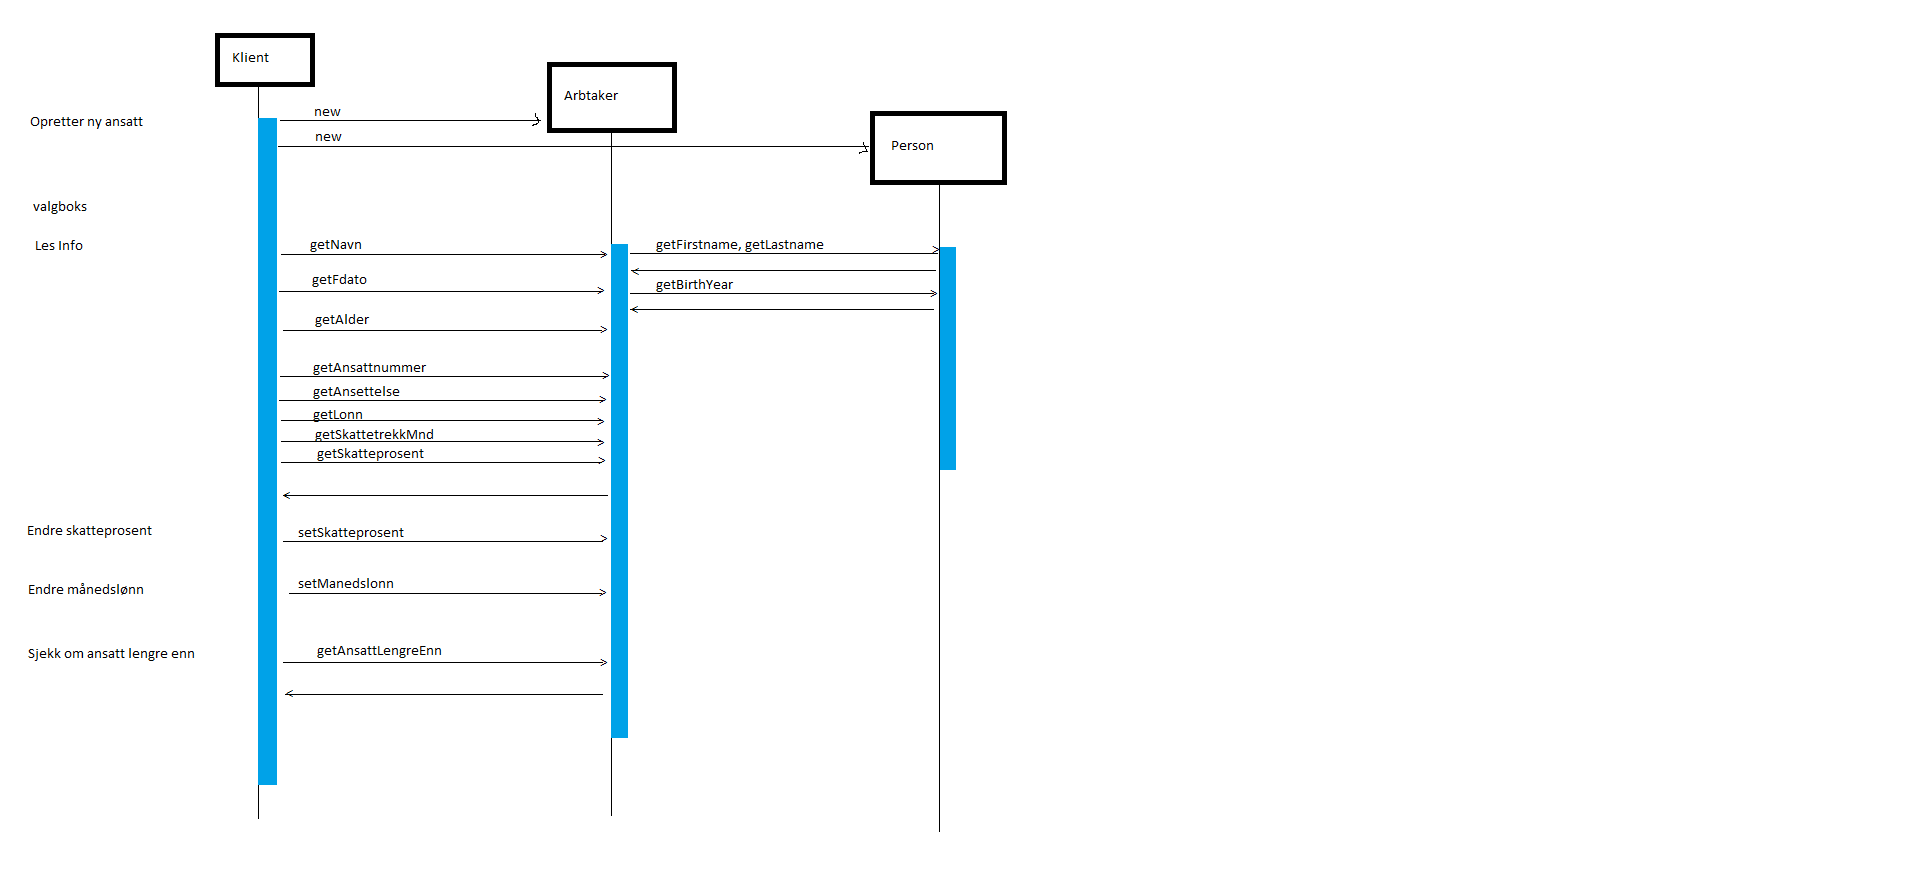 Klient
Arbtaker
Person
Opretter ny ansatt
new
new
valgboks
Les Info
getNavn
getFirstname, getLastname
getFdato
getBirthYear
getAlder
getAnsattnummer
getAnsettelse
getLonn
getSkattetrekkMnd
getSkatteprosent
Endre skatteprosent
setSkatteprosent
Endre månedslønn
setManedslonn
Sjekk om ansatt lengre enn
getAnsattLengreEnn